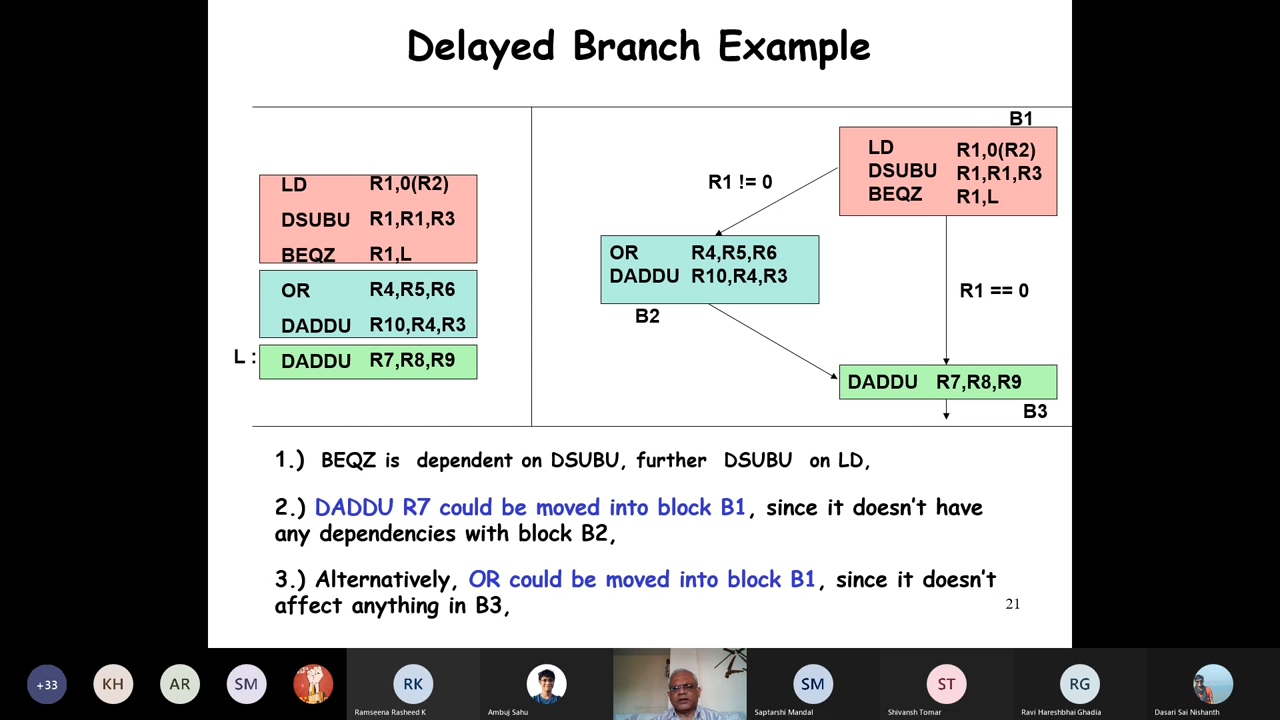 Delayed Branch Example
LD R1,0(R2)
DSUBU R1,R1,R3
BEQZ R1,L
OR R4,R5,R6
DADDU R10,R4,R3
L : DADDU R7,R8,R9
B1
LD R1,0(R2)
DSUBU R1,R1,R3
BEQZ R1,L
R1 != 0
OR R4,R5,R6
DADDU R10,R4,R3
B2
R1 == 0
DADDU R7,R8,R9
B3
1.) BEQZ is dependent on DSUBU, further DSUBU on LD,
2.) DADDU R7 could be moved into block B1, since it doesn't have
any dependencies with block B2,
3.) Alternatively, OR could be moved into block B1, since it doesn't
affect anything in B3,
21
+33 KH AR SM RK SM ST RG
Ramseena Rasheed K Ambuj Sahu Saptarshi Mandal Shivansh Tomar Ravi Hareshbhai Ghadia Dasari Sai Nishanth